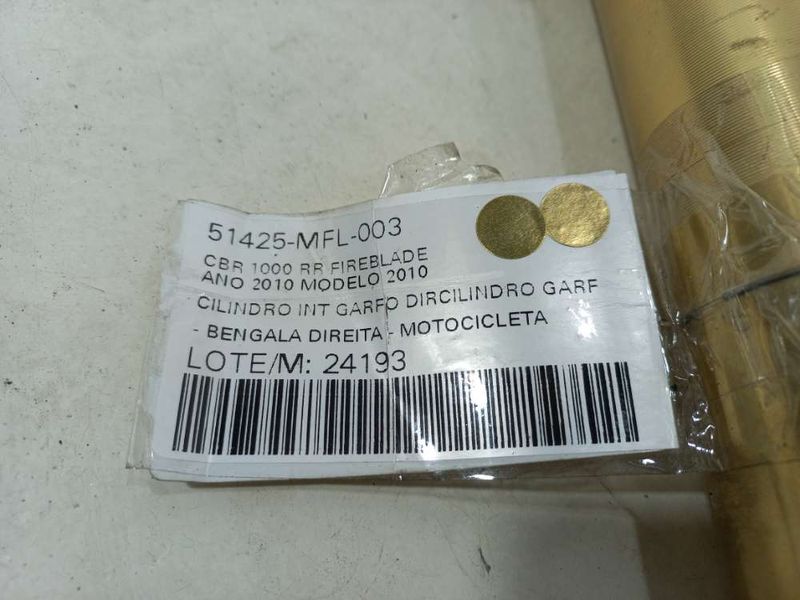 51425-MFL-003
CBR 1000 RR FIREBLADE
ANO 2010 MODELO 2010
CILINDRO INT GARFO DIRCILINDRO GARF
- BENGALA DIREITA - MOTOCICLETA
LOTE/M: 24193